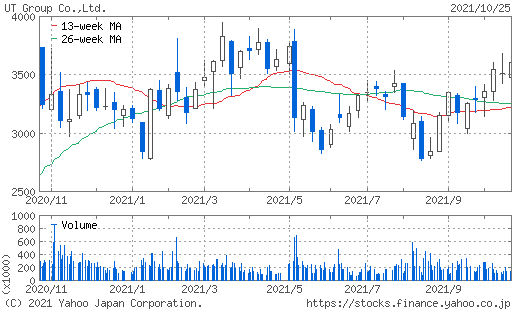 UT Group Co.,Ltd. 2021/10/25
4000
13-week MA
26-week MA
3500
3000
2500
2020/11 2021/1 2021/3 2021/5 2021/7 2021/9
1000
Volume
800
600
400
200
0
(x1000)
2020/11 2021/1 2021/3 2021/5 2021/7 2021/9
(C) 2021 Yahoo Japan Corporation. https://stocks.finance.yahoo.co.jp